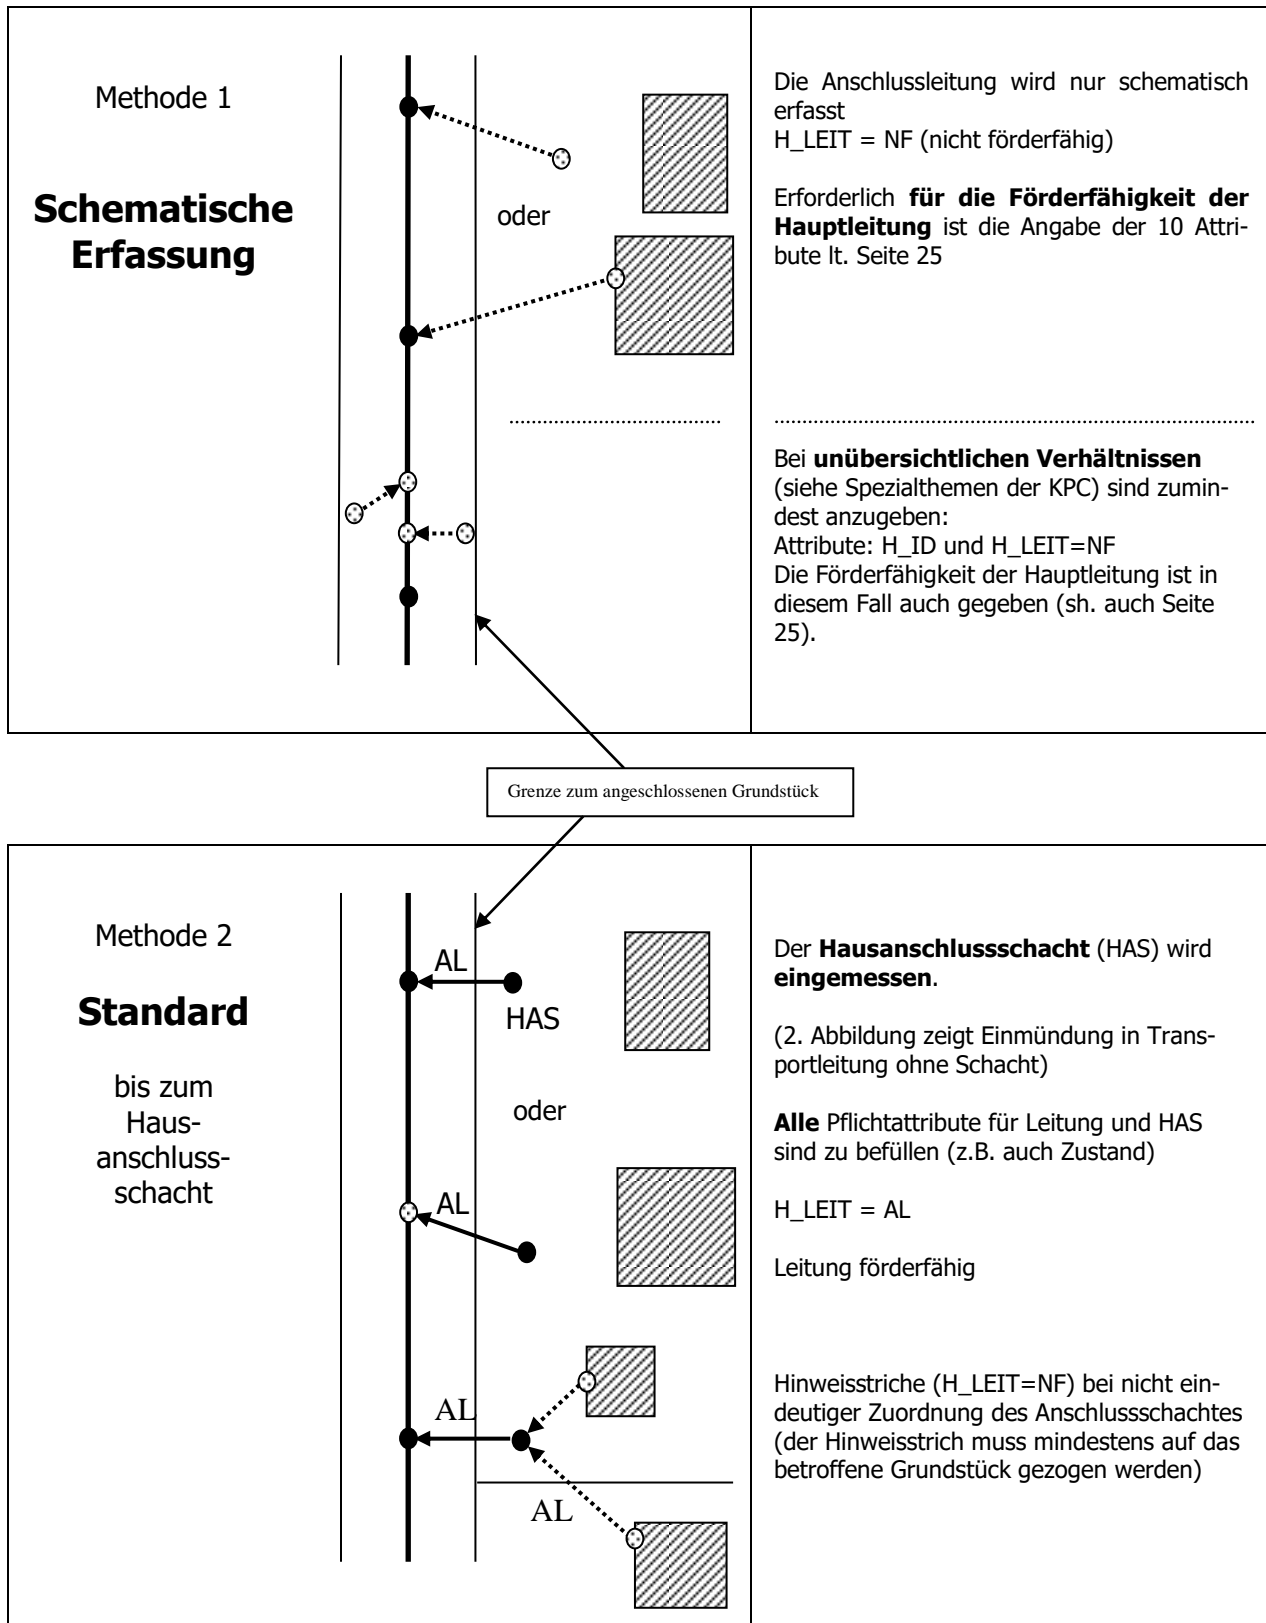 Methode 1
Schematische
Erfassung
oder
Die Anschlussleitung wird nur schematisch
erfasst
H_LEIT = NF (nicht förderfähig)
Erforderlich für die Förderfähigkeit der
Hauptleitung ist die Angabe der 10 Attri-
bute lt. Seite 25
Bei unübersichtlichen Verhältnissen
(siehe Spezialthemen der KPC) sind zumin-
dest anzugeben:
Attribute: H_ID und H_LEIT=NF
Die Förderfähigkeit der Hauptleitung ist in
diesem Fall auch gegeben (sh. auch Seite
25).
Grenze zum angeschlossenen Grundstück
Methode 2
Standard
bis zum
Haus-
anschluss-
schacht
AL
HAS
oder
AL
AL
AL
Der Hausanschlussschacht (HAS) wird
eingemessen.
(2. Abbildung zeigt Einmündung in Trans-
portleitung ohne Schacht)
Alle Pflichtattribute für Leitung und HAS
sind zu befüllen (z.B. auch Zustand)
H_LEIT = AL
Leitung förderfähig
Hinweisstriche (H_LEIT=NF) bei nicht ein-
deutiger Zuordnung des Anschlussschachtes
(der Hinweisstrich muss mindestens auf das
betroffene Grundstück gezogen werden)